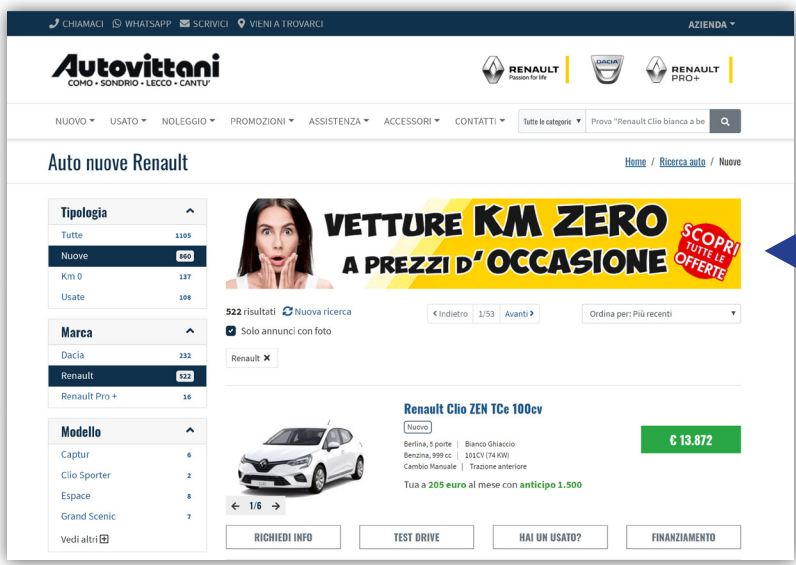 CHIAMACI WHATSAPP SCRIVICI VIENI A TROVARCI AZIENDA
Autovittani
COMO • SONDRIO • LECCO • CANTU'
RENAULT
Passion for life
DACIA
RENAULT
PRO+
NUOVO USATO NOLEGGIO PROMOZIONI ASSISTENZA ACCESSORI CONTATTI Tutte le categorie Prova "Renault Clio bianca a be
Auto nuove Renault
Home / Ricerca auto / Nuove
Tipologia
Tutte 1105
Nuove 860
Km 0 137
Usate 108
Marca
Dacia 232
Renault 522
Renault Pro + 16
Modello
Captur 6
Clio Sporter 2
Espace 8
Grand Scenic 7
Vedi altri
VETTURE KM ZERO
A PREZZI D'OCCASIONE
SCOPRI
TUTTE LE
OFFERTE
522 risultati Nuova ricerca
Indietro 1/53 Avanti
Ordina per: Più recenti
Solo annunci con foto
Renault
Renault Clio ZEN TCe 100cv
Nuovo
Berlina, 5 porte | Bianco Ghiaccio
Benzina, 999 cc | 101CV (74 KW)
Cambio Manuale | Trazione anteriore
Tua a 205 euro al mese con anticipo 1.500
€ 13.872
1/6
RICHIEDI INFO TEST DRIVE HAI UN USATO? FINANZIAMENTO